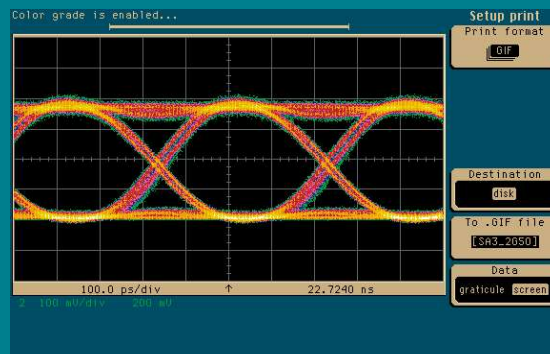 Color grade is enabled...
Setup print
Print format
GIF
Destination
disk
To .GIF file
[SA3_2G50]
Data
graticule screen
100.0 ps/div ↑ 22.7240 ns
2 100 mV/div 200 mV